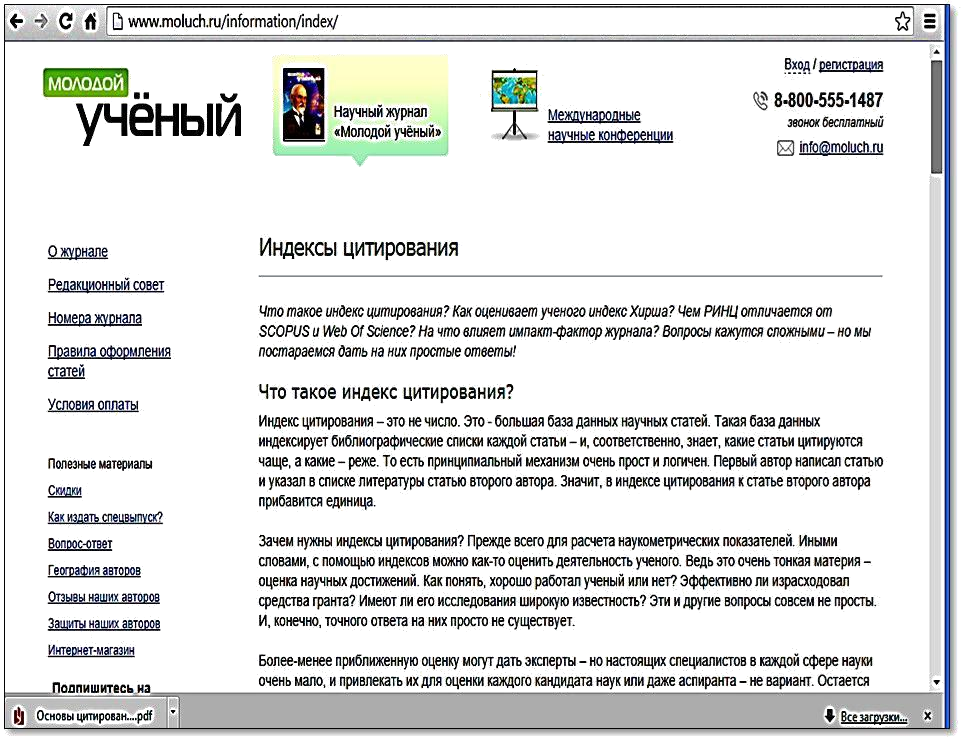 www.moluch.ru/information/index/
МОЛОДОЙ
учёный
Научный журнал
«Молодой учёный»
Международные
научные конференции
Вход / регистрация
8-800-555-1487
звонок бесплатный
info@moluch.ru
О журнале
Редакционный совет
Номера журнала
Правила оформления
статей
Условия оплаты
Полезные материалы
Скидки
Как издать спецвыпуск?
Вопрос-ответ
География авторов
Отзывы наших авторов
Защиты наших авторов
Интернет-магазин
Подпишитесь на
Индексы цитирования
Что такое индекс цитирования? Как оценивает ученого индекс Хирша? Чем РИНЦ отличается от
SCOPUS и Web Of Science? На что влияет импакт-фактор журнала? Вопросы кажутся сложными – но мы
постараемся дать на них простые ответы!
Что такое индекс цитирования?
Индекс цитирования – это не число. Это - большая база данных научных статей. Такая база данных
индексирует библиографические списки каждой статьи – и, соответственно, знает, какие статьи цитируются
чаще, а какие – реже. То есть принципиальный механизм очень прост и логичен. Первый автор написал статью
и указал в списке литературы статью второго автора. Значит, в индексе цитирования к статье второго автора
прибавится единица.
Зачем нужны индексы цитирования? Прежде всего для расчета наукометрических показателей. Иными
словами, с помощью индексов можно как-то оценить деятельность ученого. Ведь это очень тонкая материя –
оценка научных достижений. Как понять, хорошо работал ученый или нет? Эффективно ли израсходовал
средства гранта? Имеют ли его исследования широкую известность? Эти и другие вопросы совсем не просты.
И, конечно, точного ответа на них просто не существует.
Более-менее приближенную оценку могут дать эксперты – но настоящих специалистов в каждой сфере науки
очень мало, и привлекать их для оценки каждого кандидата наук или даже аспиранта – не вариант. Остается
Основы цитирован....pdf
Все загрузки...